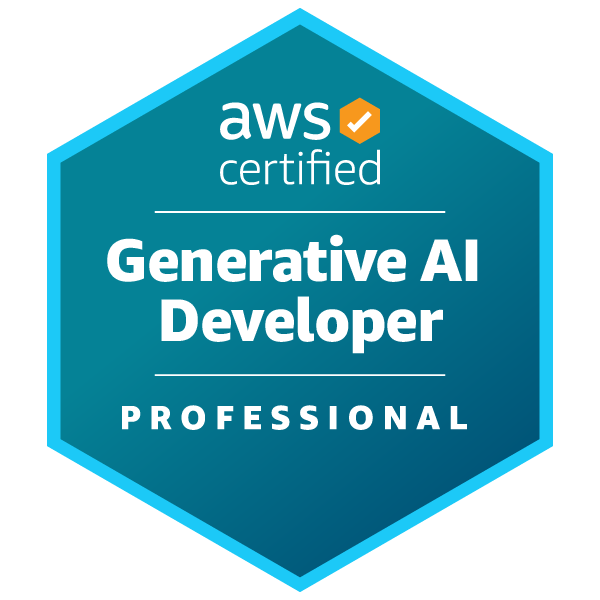 aws
certified
Generative AI
Developer
PROFESSIONAL